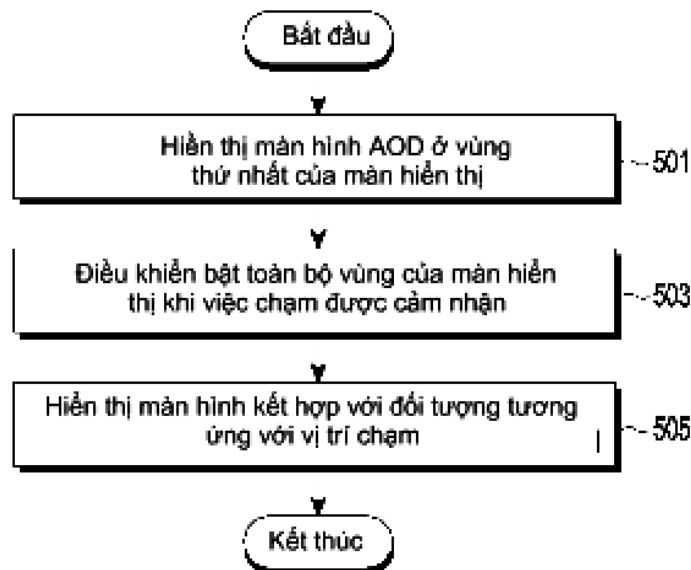 Bắt đầu
Hiển thị màn hình AOD ở vùng
thứ nhất của màn hiển thị
501
Điều khiển bật toàn bộ vùng của màn hiển
thị khi việc chạm được cảm nhận
503
Hiển thị màn hình kết hợp với đối tượng tương
ứng với vị trí chạm
505
Kết thúc